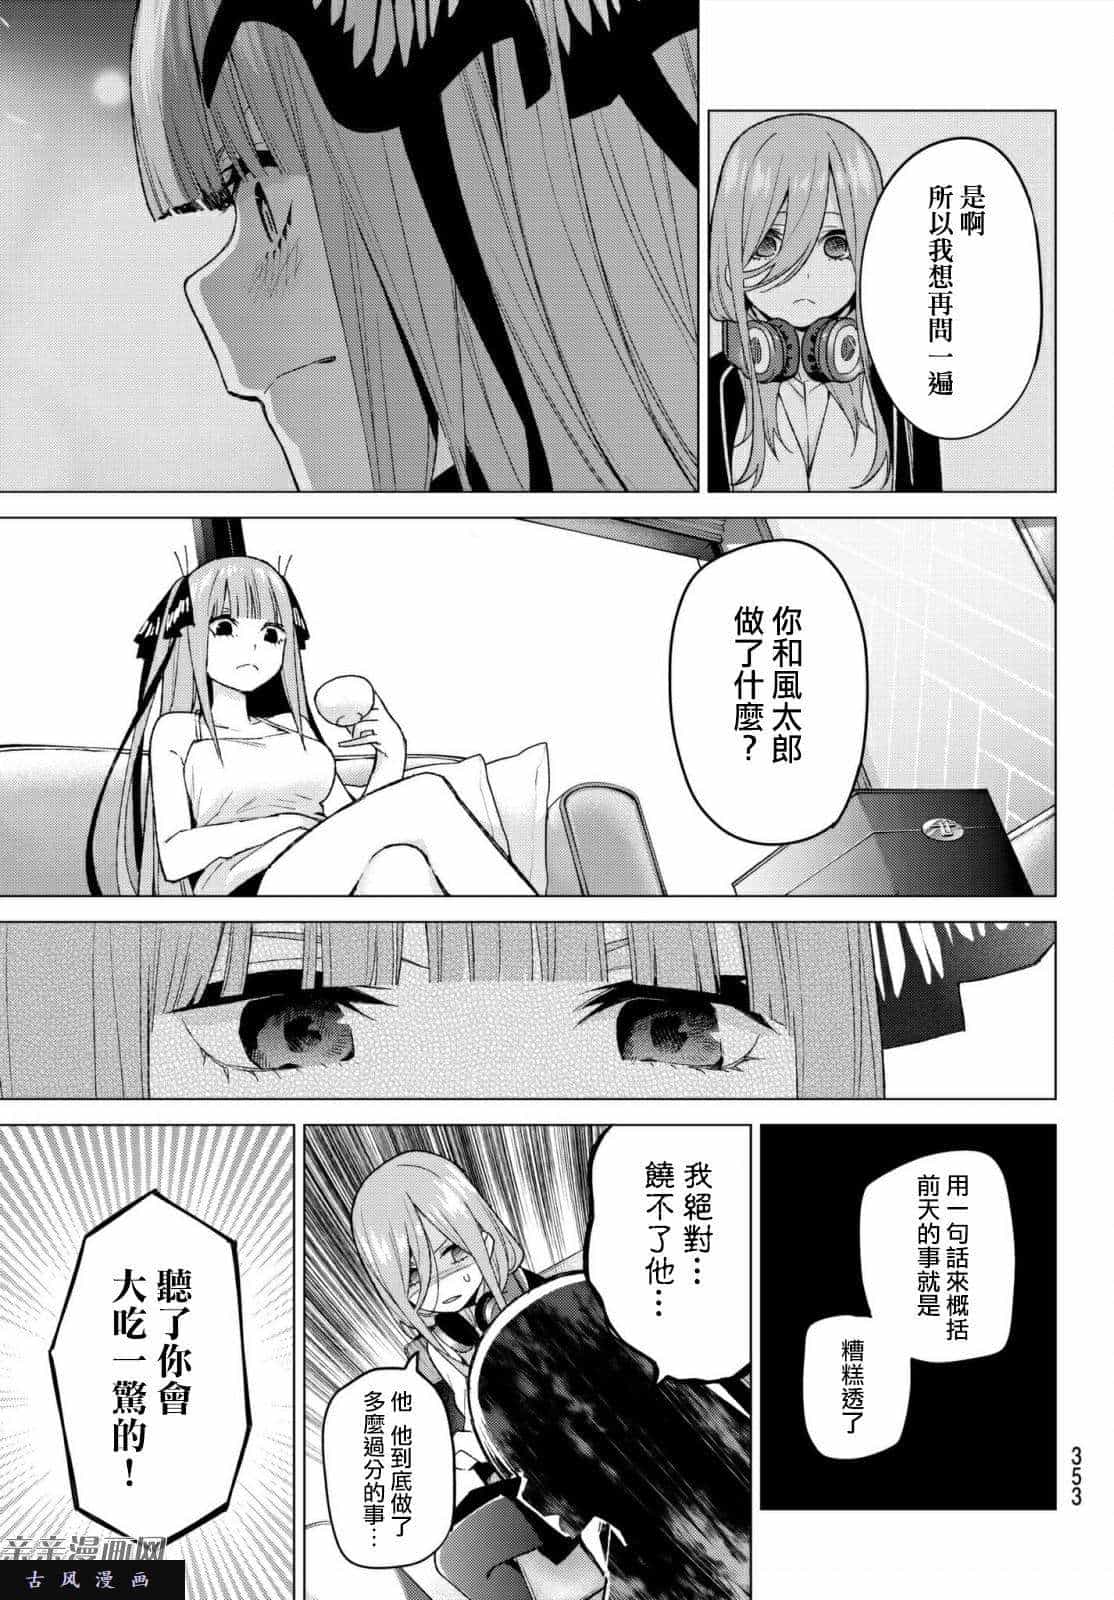 是啊
所以我想再問一遍
你和風太郎
做了什麼？
用一句話來概括
前天的事就是
糟糕透了
我絕對…
饒不了他…
他 他到底做了
多麼過分的事…
聽了你會
大吃一驚的！
353
亲亲漫画网
古风漫画